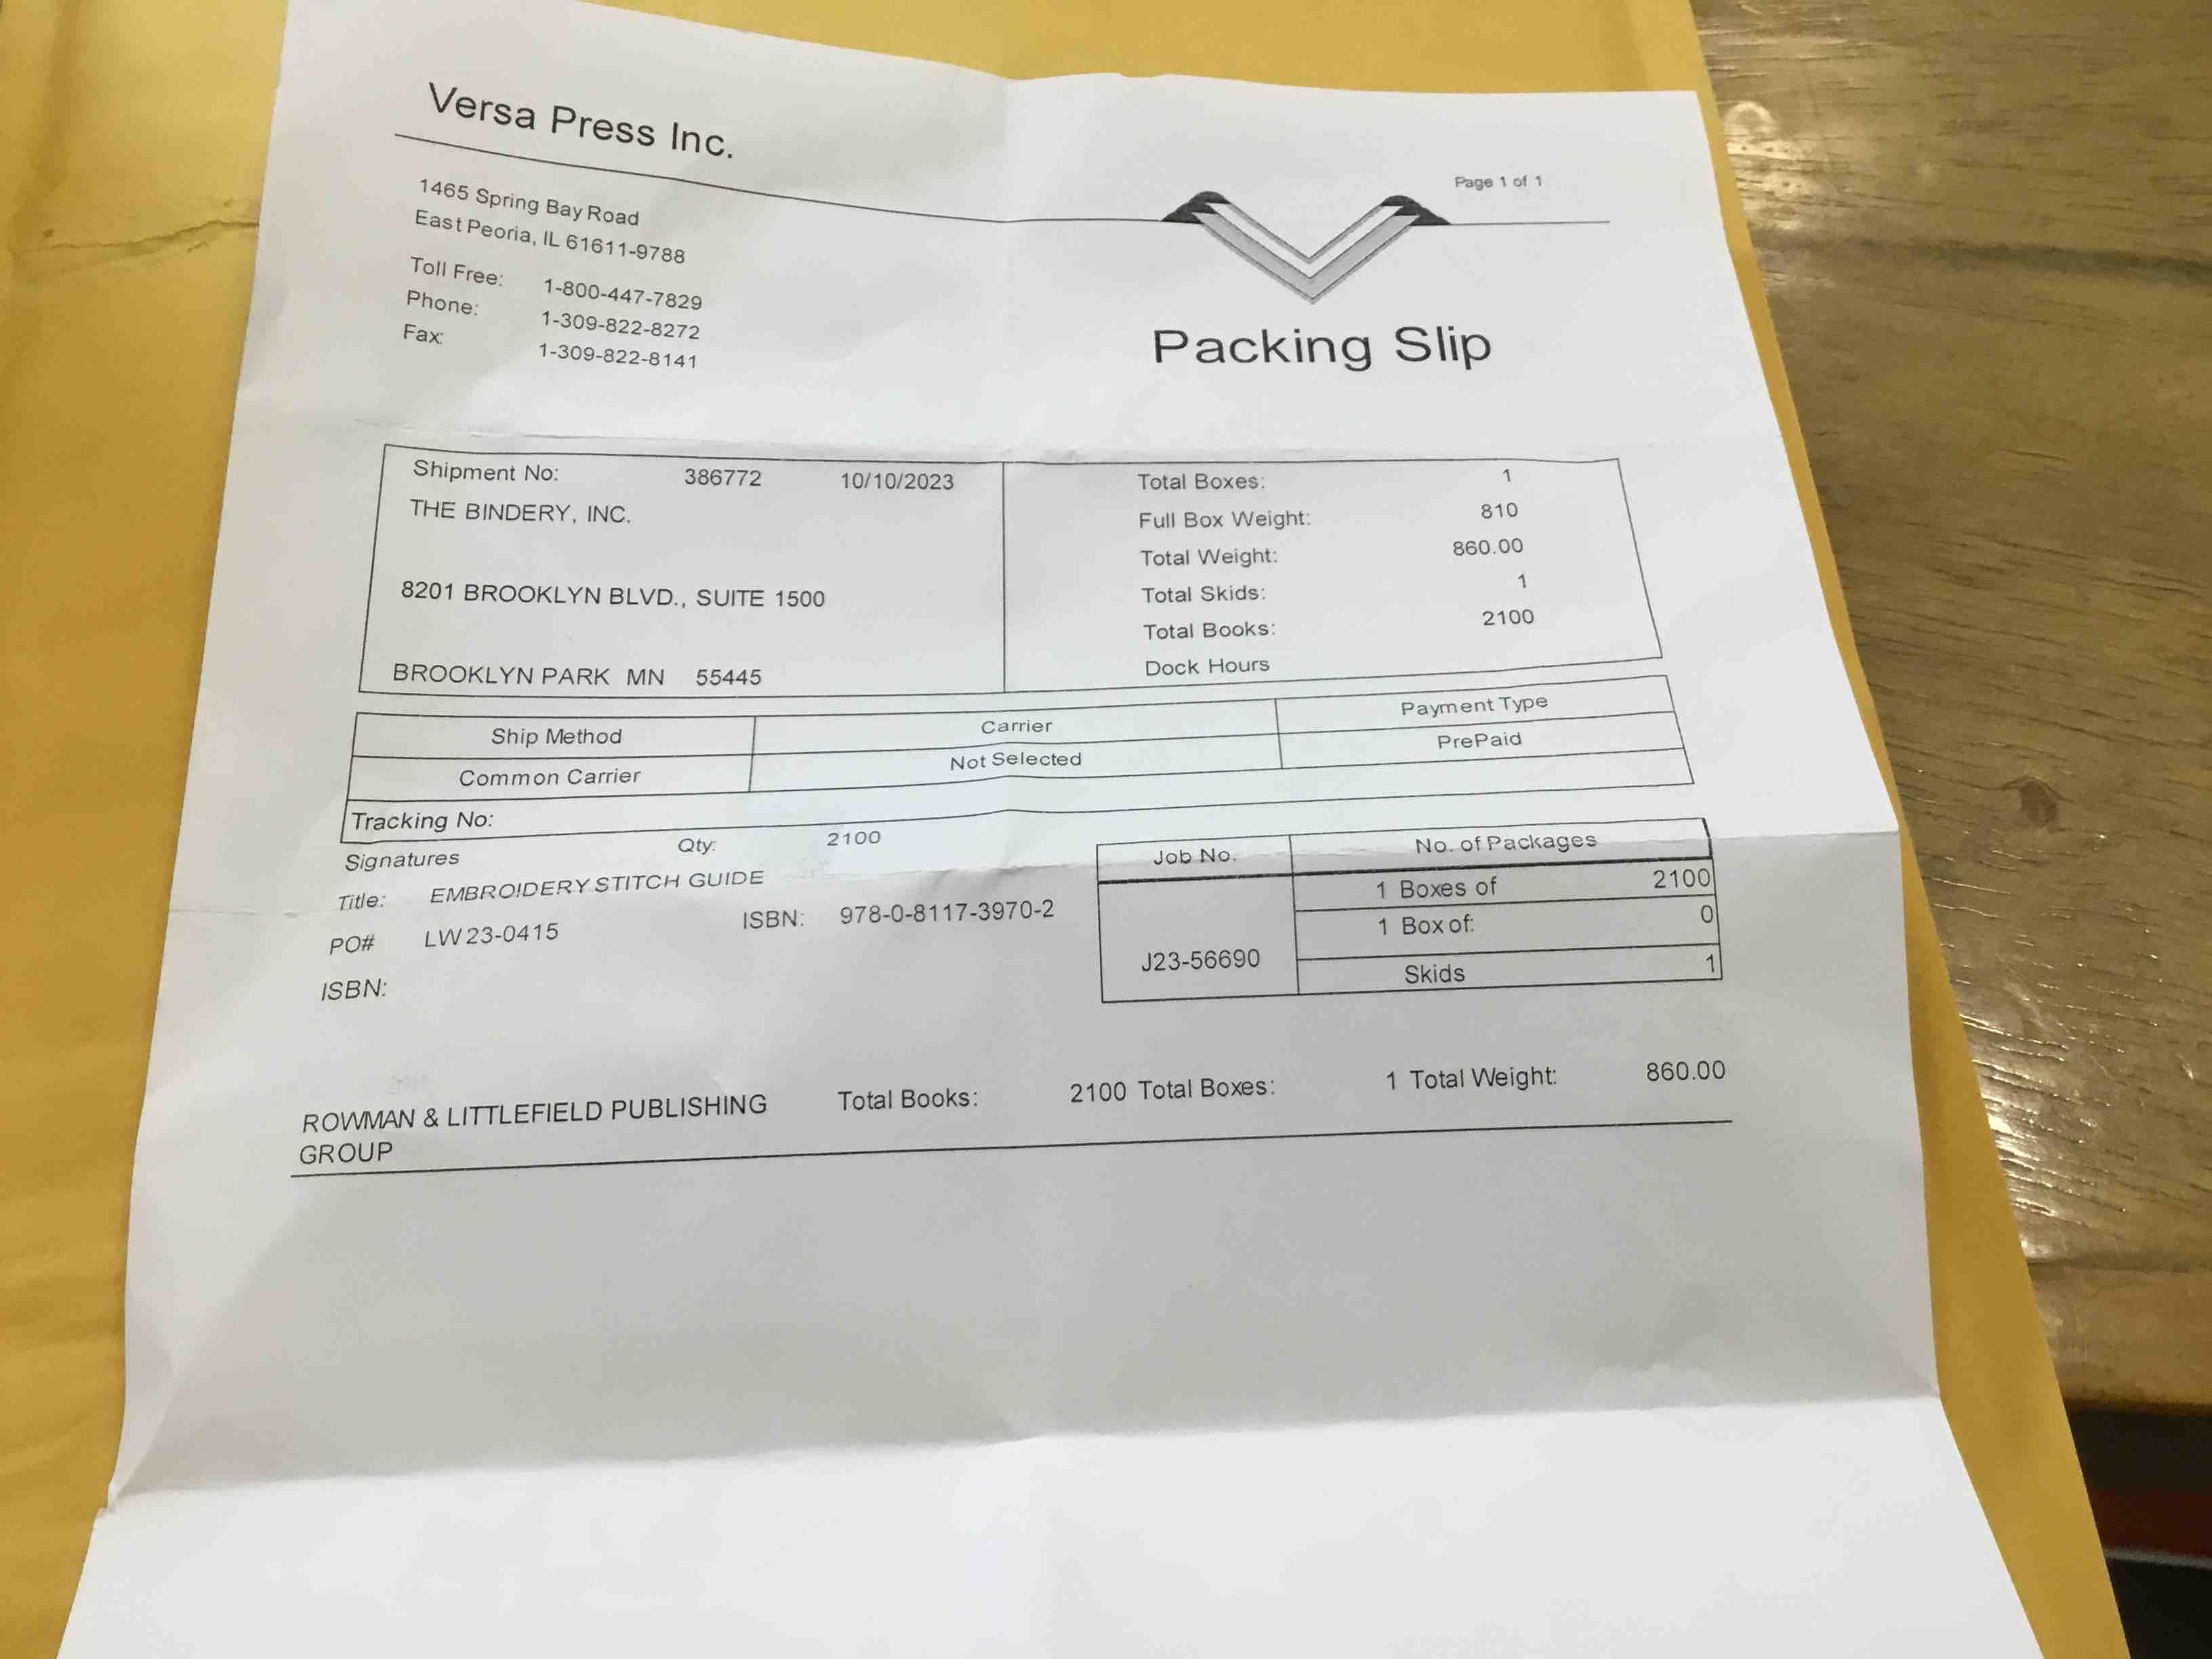 Versa Press Inc.
Page 1 of 1
1465 Spring Bay Road
East Peoria, IL 61611-9788
Toll Free: 1-800-447-7829
Phone: 1-309-822-8272
Fax: 1-309-822-8141
Packing Slip
Shipment No: 386772 10/10/2023
THE BINDERY, INC.
8201 BROOKLYN BLVD., SUITE 1500
BROOKLYN PARK MN 55445
Total Boxes: 1
Full Box Weight: 810
Total Weight: 860.00
Total Skids: 1
Total Books: 2100
Dock Hours
Ship Method Carrier Payment Type
Common Carrier Not Selected PrePaid
Tracking No:
Signatures Qty: 2100
Title: EMBROIDERY STITCH GUIDE
PO# LW23-0415 ISBN: 978-0-8117-3970-2
ISBN:
Job No. No. of Packages
1 Boxes of 2100
1 Box of: 0
J23-56690 Skids 1
ROWMAN & LITTLEFIELD PUBLISHING Total Books: 2100 Total Boxes: 1 Total Weight: 860.00
GROUP